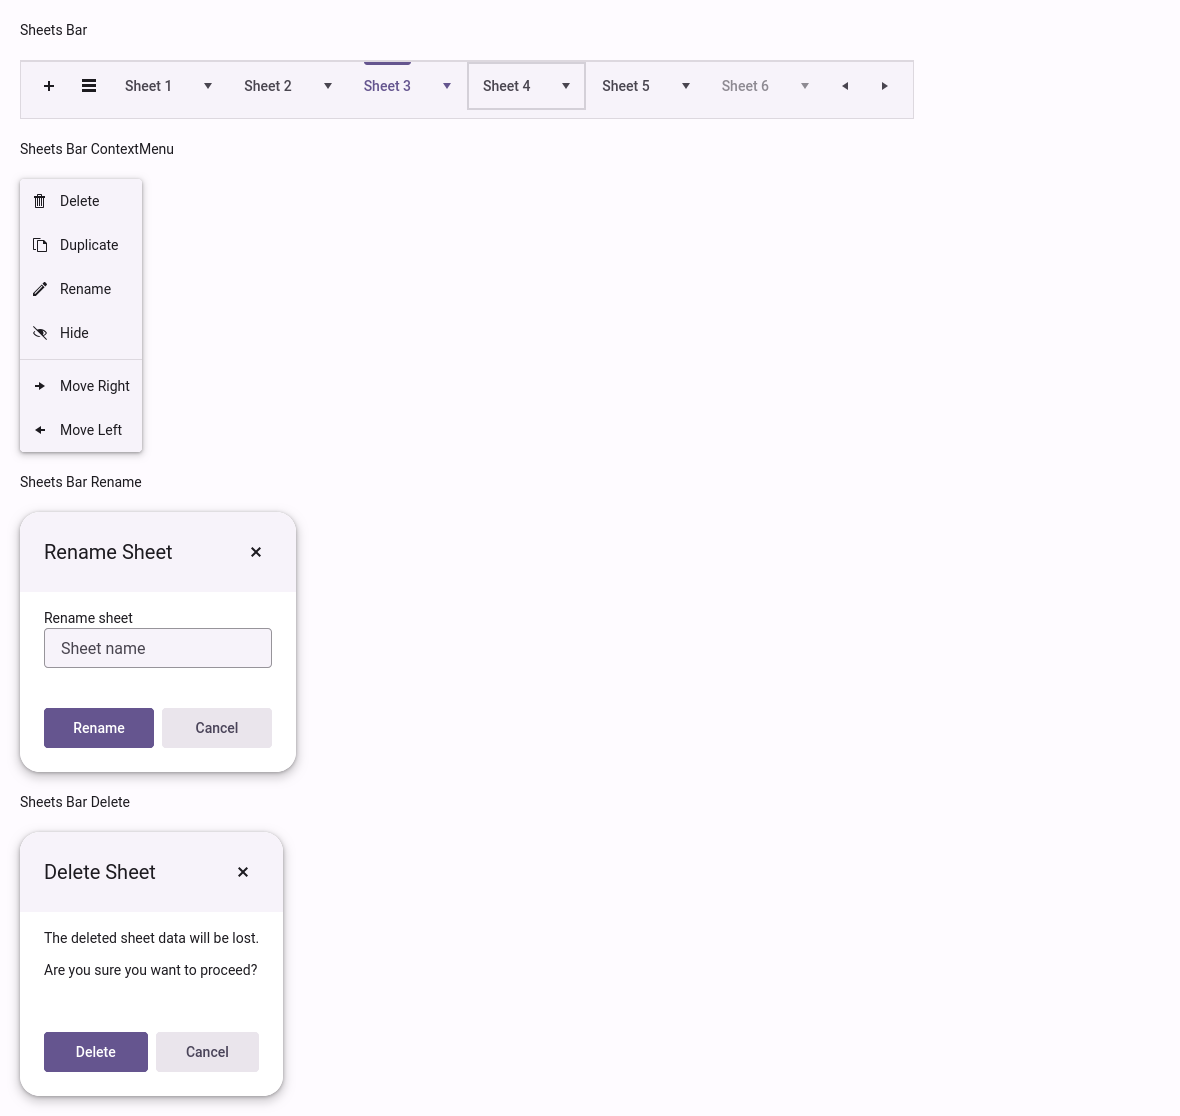 Sheets Bar
Sheet 1 Sheet 2 Sheet 3 Sheet 4 Sheet 5 Sheet 6
Sheets Bar ContextMenu
Delete
Duplicate
Rename
Hide
Move Right
Move Left
Sheets Bar Rename
Rename Sheet
Rename sheet
Sheet name
Rename Cancel
Sheets Bar Delete
Delete Sheet
The deleted sheet data will be lost.
Are you sure you want to proceed?
Delete Cancel